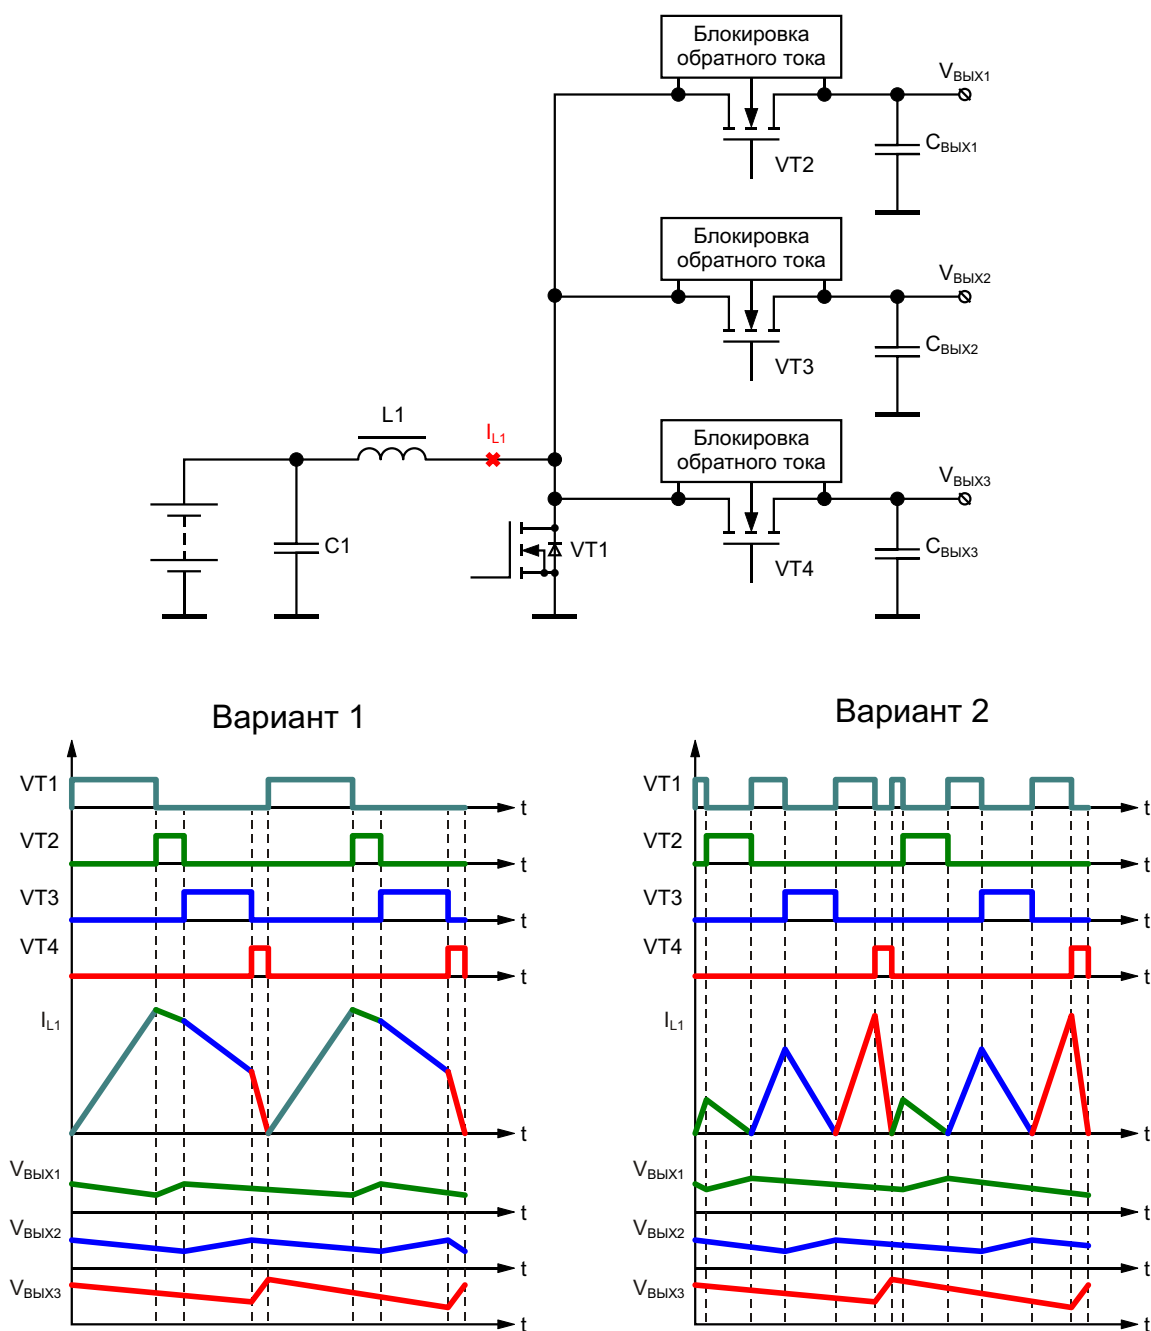 Блокировка
обратного тока
VВЫХ1
CВЫХ1
VT2
Блокировка
обратного тока
VВЫХ2
CВЫХ2
VT3
L1
IL1
Блокировка
обратного тока
VВЫХ3
C1
VT1
CВЫХ3
VT4
Вариант 1
VT1
t
VT2
t
VT3
t
VT4
t
IL1
t
VВЫХ1
t
VВЫХ2
t
VВЫХ3
t
Вариант 2
VT1
t
VT2
t
VT3
t
VT4
t
IL1
t
VВЫХ1
t
VВЫХ2
t
VВЫХ3
t